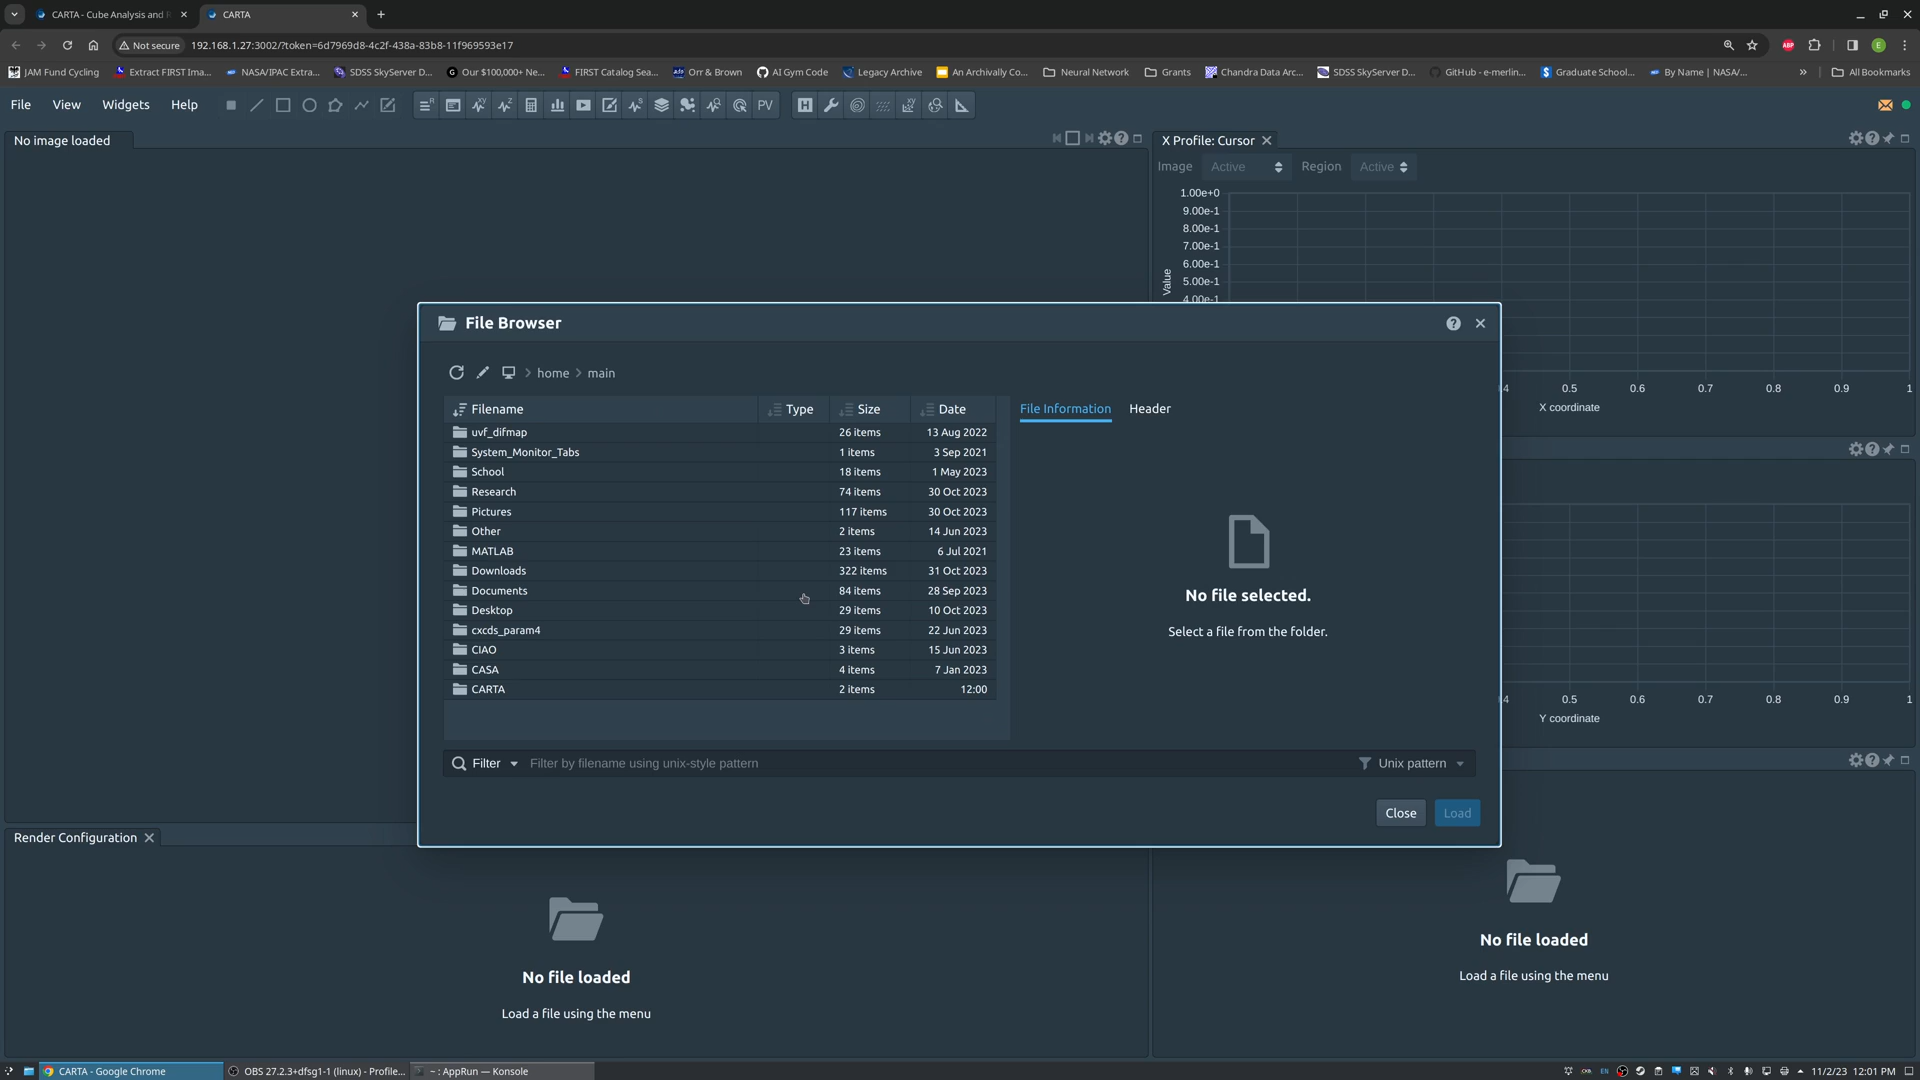 CARTA - Cube Analysis and R
CARTA
Not secure
192.168.1.27:3002/?token=6d7969d8-4c2f-438a-83b8-11f969593e17
JAM Fund Cycling
Extract FIRST Ima...
NASA/IPAC Extra...
SDSS SkyServer D...
Our $100,000+ Ne...
FIRST Catalog Sea...
Orr & Brown
AI Gym Code
Legacy Archive
An Archivally Co...
Neural Network
Grants
Chandra Data Arc...
SDSS SkyServer D...
GitHub - e-merlin...
Graduate School...
By Name | NASA/...
All Bookmarks
File View Widgets Help
PV
No image loaded
X Profile: Cursor
Image Active Region Active
1.00e+0
9.00e-1
8.00e-1
7.00e-1
6.00e-1
5.00e-1
4.00e-1
Value
File Browser
home > main
Filename Type Size Date
File Information Header
uvf_difmap 26 items 13 Aug 2022
System_Monitor_Tabs 1 items 3 Sep 2021
School 18 items 1 May 2023
Research 74 items 30 Oct 2023
Pictures 117 items 30 Oct 2023
Other 2 items 14 Jun 2023
MATLAB 23 items 6 Jul 2021
Downloads 322 items 31 Oct 2023
Documents 84 items 28 Sep 2023
Desktop 29 items 10 Oct 2023
cxcds_param4 29 items 22 Jun 2023
CIAO 3 items 15 Jun 2023
CASA 4 items 7 Jan 2023
CARTA 2 items 12:00
No file selected.
Select a file from the folder.
Filter Filter by filename using unix-style pattern Unix pattern
Close Load
4 0.5 0.6 0.7 0.8 0.9 1
X coordinate
4 0.5 0.6 0.7 0.8 0.9 1
Y coordinate
Render Configuration
No file loaded
Load a file using the menu
No file loaded
Load a file using the menu
CARTA - Google Chrome
OBS 27.2.3+dfsg1-1 (linux) - Profile...
~ : AppRun — Konsole
EN
11/2/23 12:01 PM